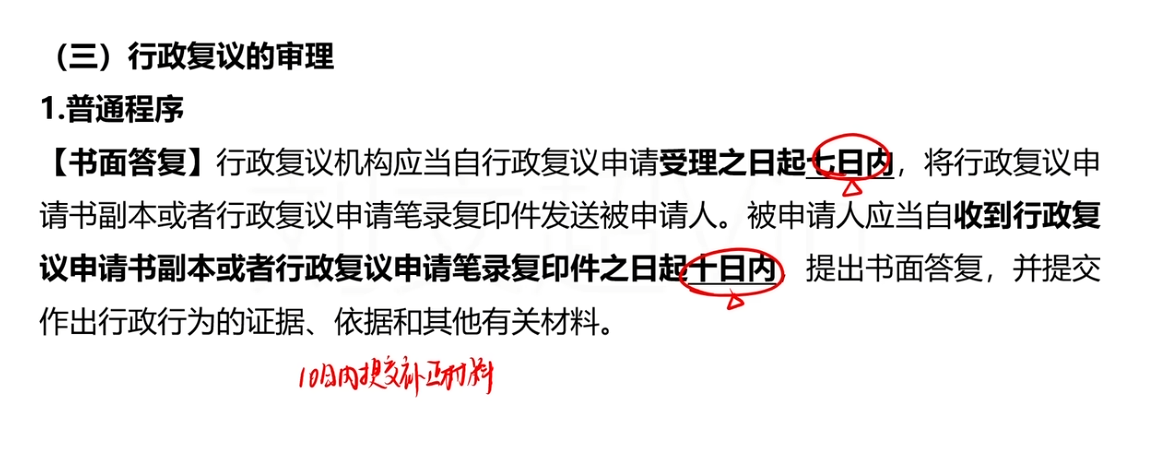 （三）行政复议的审理
1.普通程序
【书面答复】行政复议机构应当自行政复议申请受理之日起七日内，将行政复议申
请书副本或者行政复议申请笔录复印件发送被申请人。被申请人应当自收到行政复
议申请书副本或者行政复议申请笔录复印件之日起十日内，提出书面答复，并提交
作出行政行为的证据、依据和其他有关材料。
10日内提交补正材料